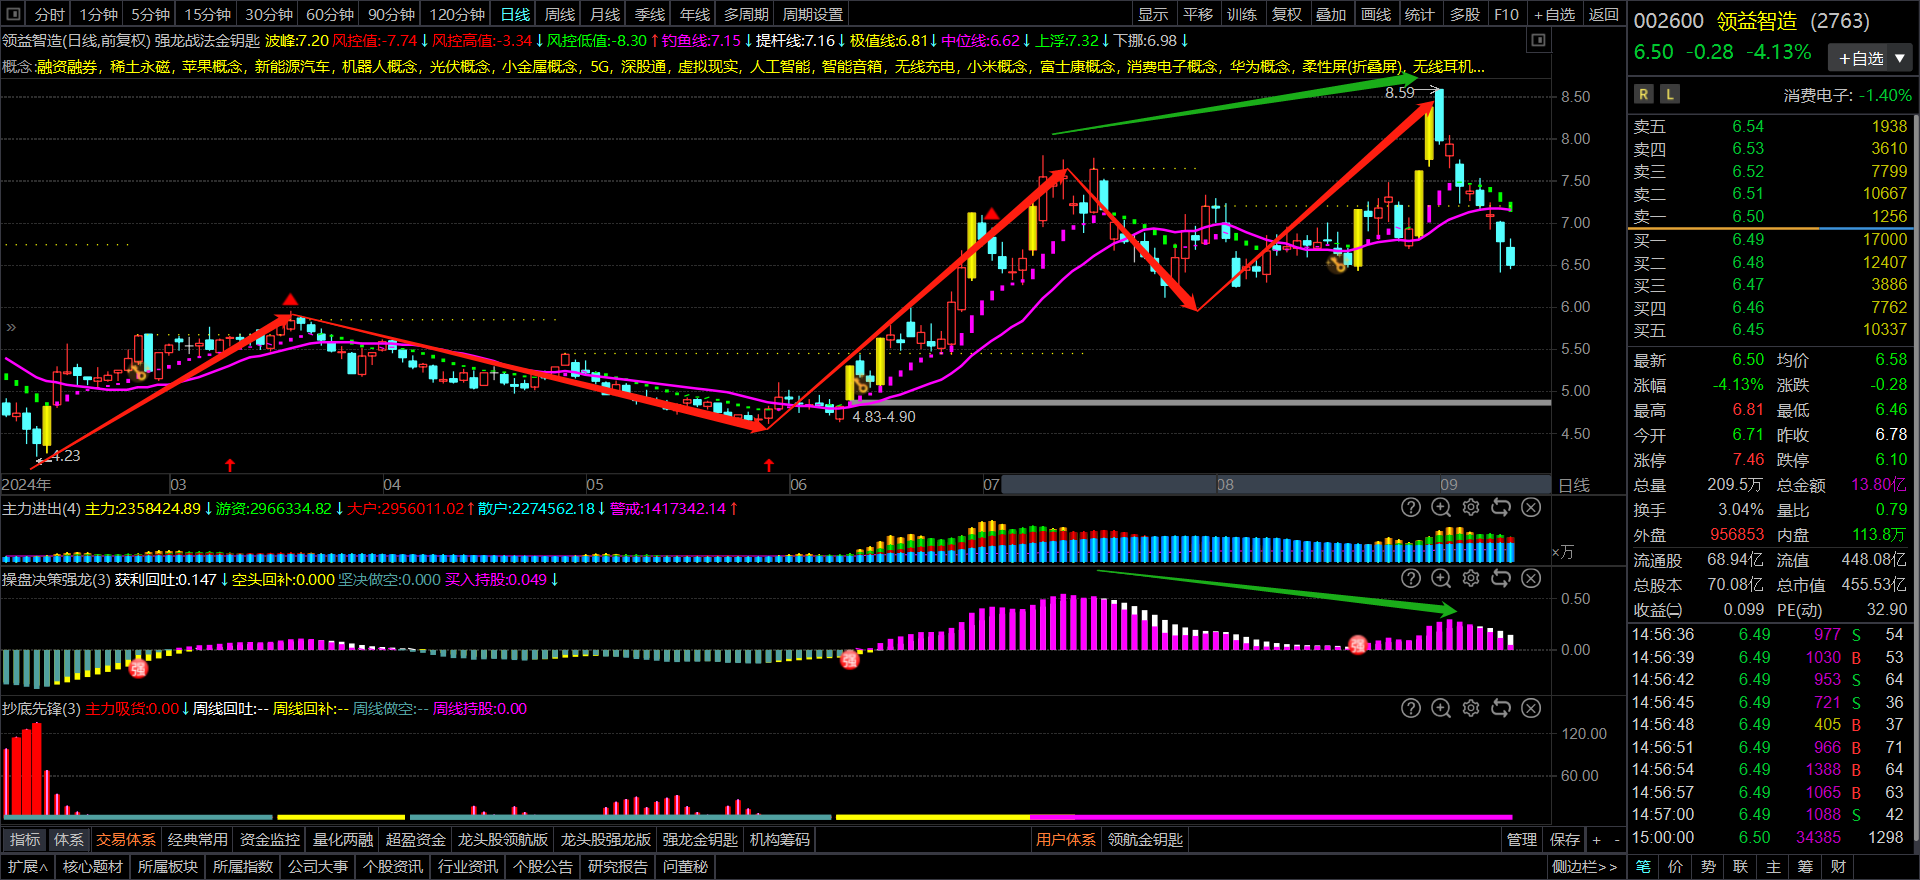 分时 1分钟 5分钟 15分钟 30分钟 60分钟 90分钟 120分钟 日线 周线 月线 季线 年线 多周期 周期设置 显示 平移 训练 复权 叠加 画线 统计 多股 F10 +自选 返回
领益智造(日线,前复权) 强龙战法金钥匙 波峰:7.20 风控值:-7.74↓ 风控高值:-3.34↓ 风控低值:-8.30↑ 钓鱼线:7.15↓ 提杆线:7.16↓ 极值线:6.81↓ 中位线:6.62↓ 上浮:7.32↓ 下挪:6.98↓
概念:融资融券，稀土永磁，苹果概念，新能源汽车，机器人概念，光伏概念，小金属概念，5G，深股通，虚拟现实，人工智能，智能音箱，无线充电，小米概念，富士康概念，消费电子概念，华为概念，柔性屏(折叠屏)，无线耳机...
8.59
8.50
8.00
7.50
7.00
6.50
6.00
5.50
5.00
4.50
4.83-4.90
4.23
2024年 03 04 05 06 07 08 09 日线
主力进出(4) 主力:2358424.89↓ 游资:2966334.82↓ 大户:2956011.02↑ 散户:2274562.18↓ 警戒:1417342.14↑
×万
操盘决策强龙(3) 获利回吐:0.147↓ 空头回补:0.000 坚决做空:0.000 买入持股:0.049↓
0.50
0.00
强 强 强
抄底先锋(3) 主力吸货:0.00↓ 周线回吐:-- 周线回补:-- 周线做空:-- 周线持股:0.00
120.00
60.00
指标 体系 交易体系 经典常用 资金监控 量化两融 超盈资金 龙头股领航版 龙头股强龙版 强龙金钥匙 机构筹码 用户体系 领航金钥匙 管理 保存 + -
扩展∧ 核心题材 所属板块 所属指数 公司大事 个股资讯 行业资讯 个股公告 研究报告 问董秘 侧边栏>>
002600 领益智造 (2763)
6.50 -0.28 -4.13% +自选 ▼
R L 消费电子: -1.40%
卖五 6.54 1938
卖四 6.53 3610
卖三 6.52 7799
卖二 6.51 10667
卖一 6.50 1256
买一 6.49 17000
买二 6.48 12407
买三 6.47 3886
买四 6.46 7762
买五 6.45 10337
最新 6.50 均价 6.58
涨幅 -4.13% 涨跌 -0.28
最高 6.81 最低 6.46
今开 6.71 昨收 6.78
涨停 7.46 跌停 6.10
总量 209.5万 总金额 13.80亿
换手 3.04% 量比 0.79
外盘 956853 内盘 113.8万
流通股 68.94亿 流值 448.08亿
总股本 70.08亿 总市值 455.53亿
收益㈡ 0.099 PE(动) 32.90
14:56:36 6.49 977 S 54
14:56:39 6.49 1030 B 53
14:56:42 6.49 953 S 64
14:56:45 6.49 721 S 36
14:56:48 6.49 405 B 37
14:56:51 6.49 966 B 71
14:56:54 6.49 1388 B 64
14:56:57 6.49 1065 B 63
14:57:00 6.49 1088 S 42
15:00:00 6.50 34385 1298
笔 价 势 联 主 筹 财